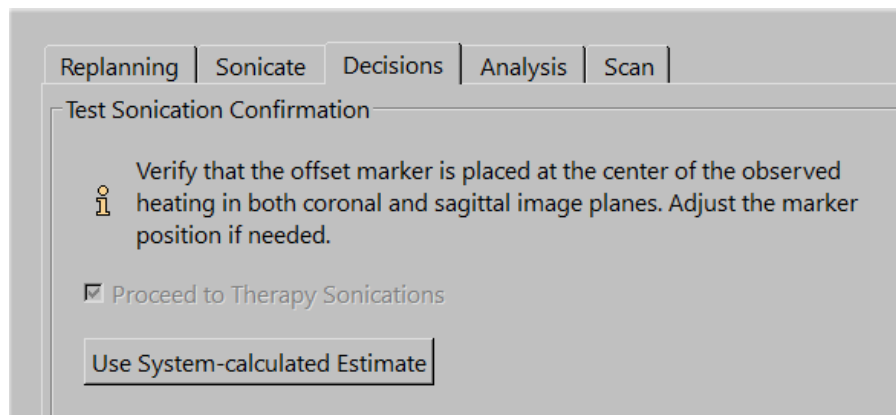 Replanning Sonicate Decisions Analysis Scan
Test Sonication Confirmation
Verify that the offset marker is placed at the center of the observed
heating in both coronal and sagittal image planes. Adjust the marker
position if needed.
Proceed to Therapy Sonications
Use System-calculated Estimate